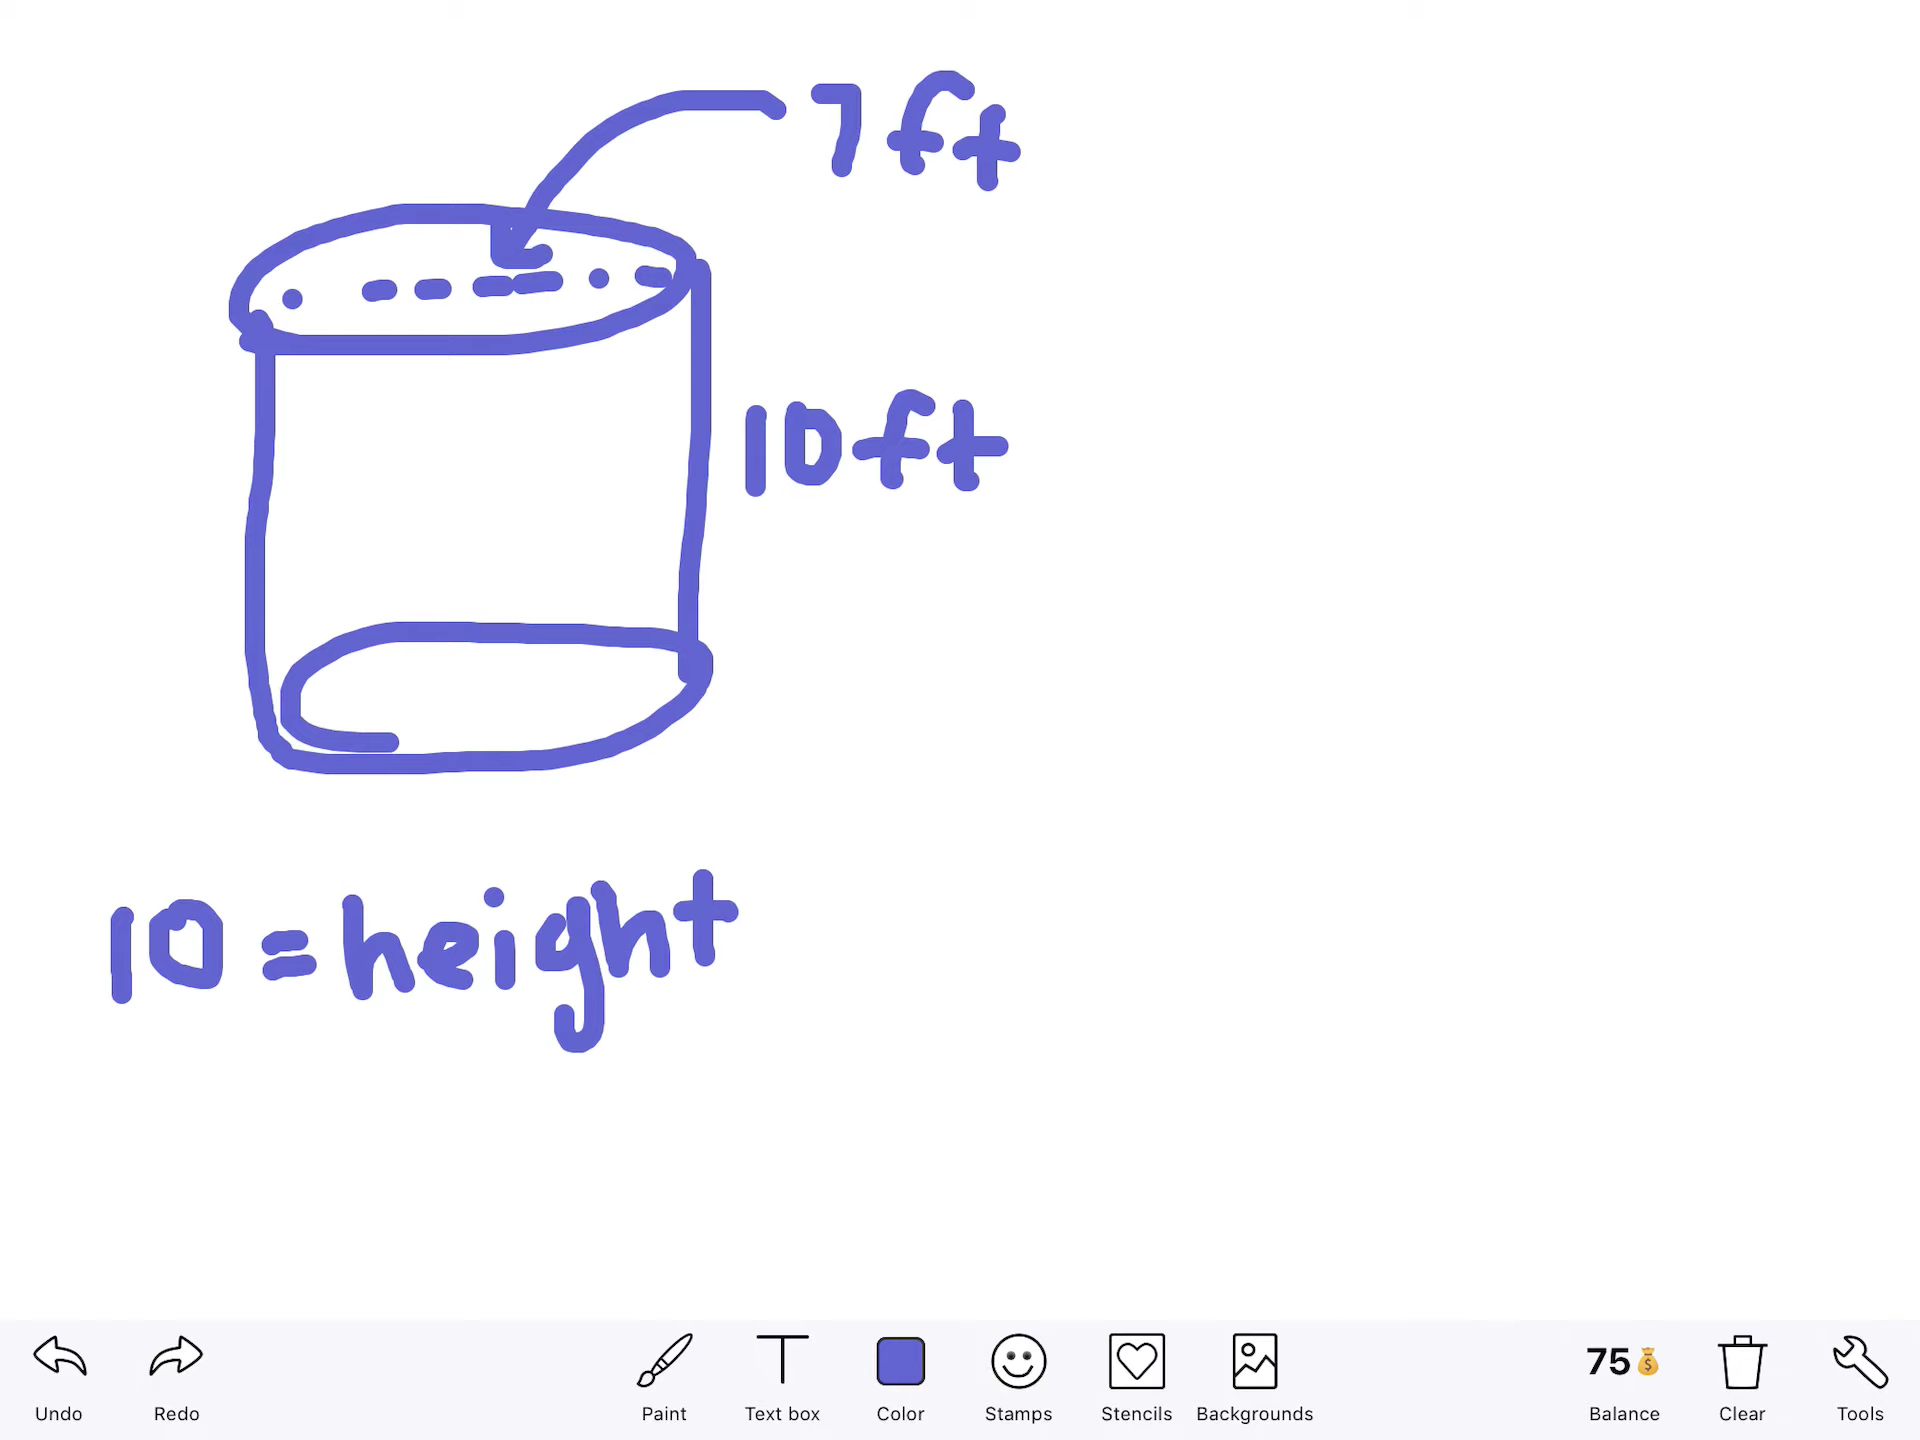 7ft
10ft
10=height
Undo Redo Paint Text box Color Stamps Stencils Backgrounds 75 Balance Clear Tools